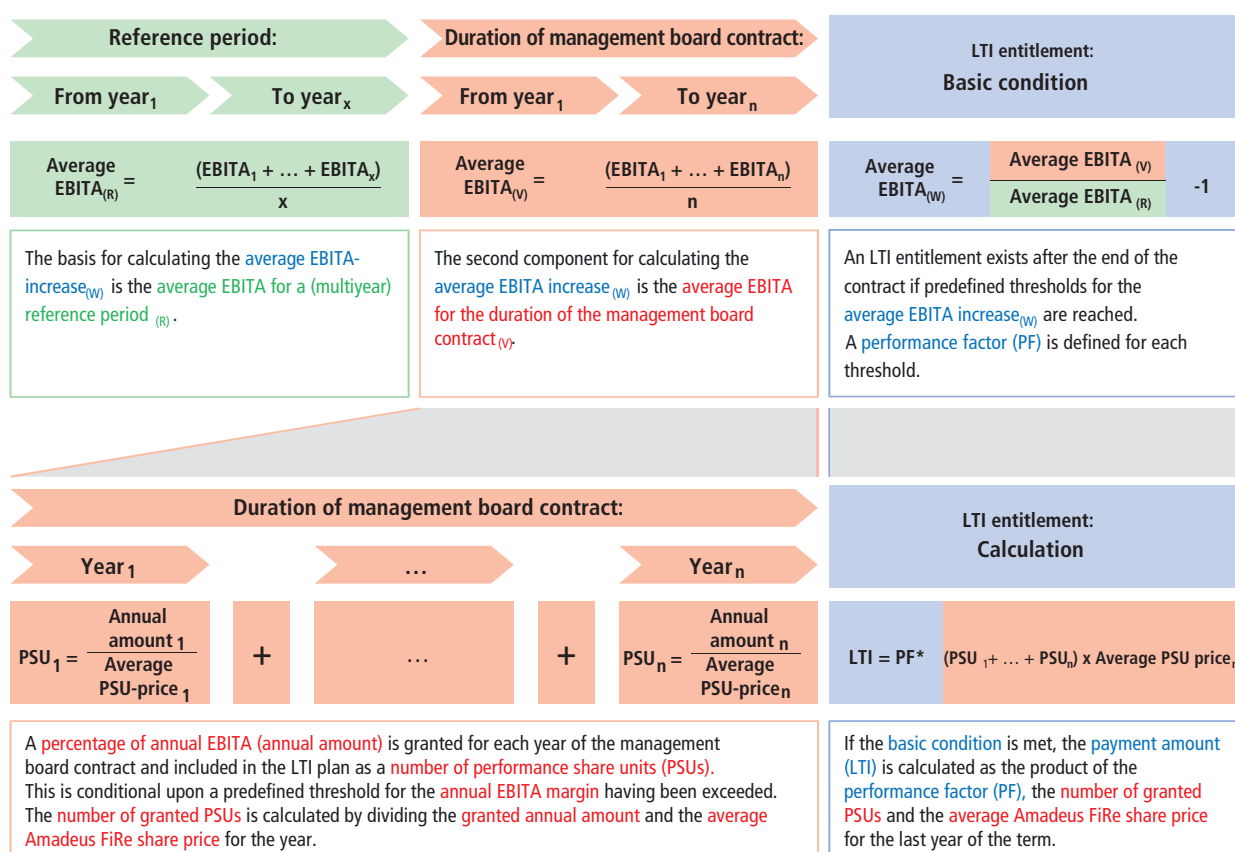 Reference period:
From year1
To year x
Average EBITA(R) =
(EBITA1 + … + EBITAx)
x
The basis for calculating the average EBITA-
increase(W) is the average EBITA for a (multiyear)
reference period (R) .
Duration of management board contract:
From year1
To year n
Average EBITA(V) =
(EBITA1 + … + EBITAn)
n
The second component for calculating the
average EBITA increase (W) is the average EBITA
for the duration of the management board
contract (V).
LTI entitlement:
Basic condition
Average EBITA(W) =
Average EBITA (V)
Average EBITA (R)
-1
An LTI entitlement exists after the end of the
contract if predefined thresholds for the
average EBITA increase(W) are reached.
A performance factor (PF) is defined for each
threshold.
Duration of management board contract:
Year 1
…
Year n
PSU 1 =
Annual
amount 1
Average
PSU-price 1
+
…
+
PSU n =
Annual
amount n
Average
PSU-price n
A percentage of annual EBITA (annual amount) is granted for each year of the management
board contract and included in the LTI plan as a number of performance share units (PSUs).
This is conditional upon a predefined threshold for the annual EBITA margin having been exceeded.
The number of granted PSUs is calculated by dividing the granted annual amount and the average
Amadeus FiRe share price for the year.
LTI entitlement:
Calculation
LTI = PF* (PSU 1+ … + PSUn) x Average PSU price n
If the basic condition is met, the payment amount
(LTI) is calculated as the product of the
performance factor (PF), the number of granted
PSUs and the average Amadeus FiRe share price
for the last year of the term.